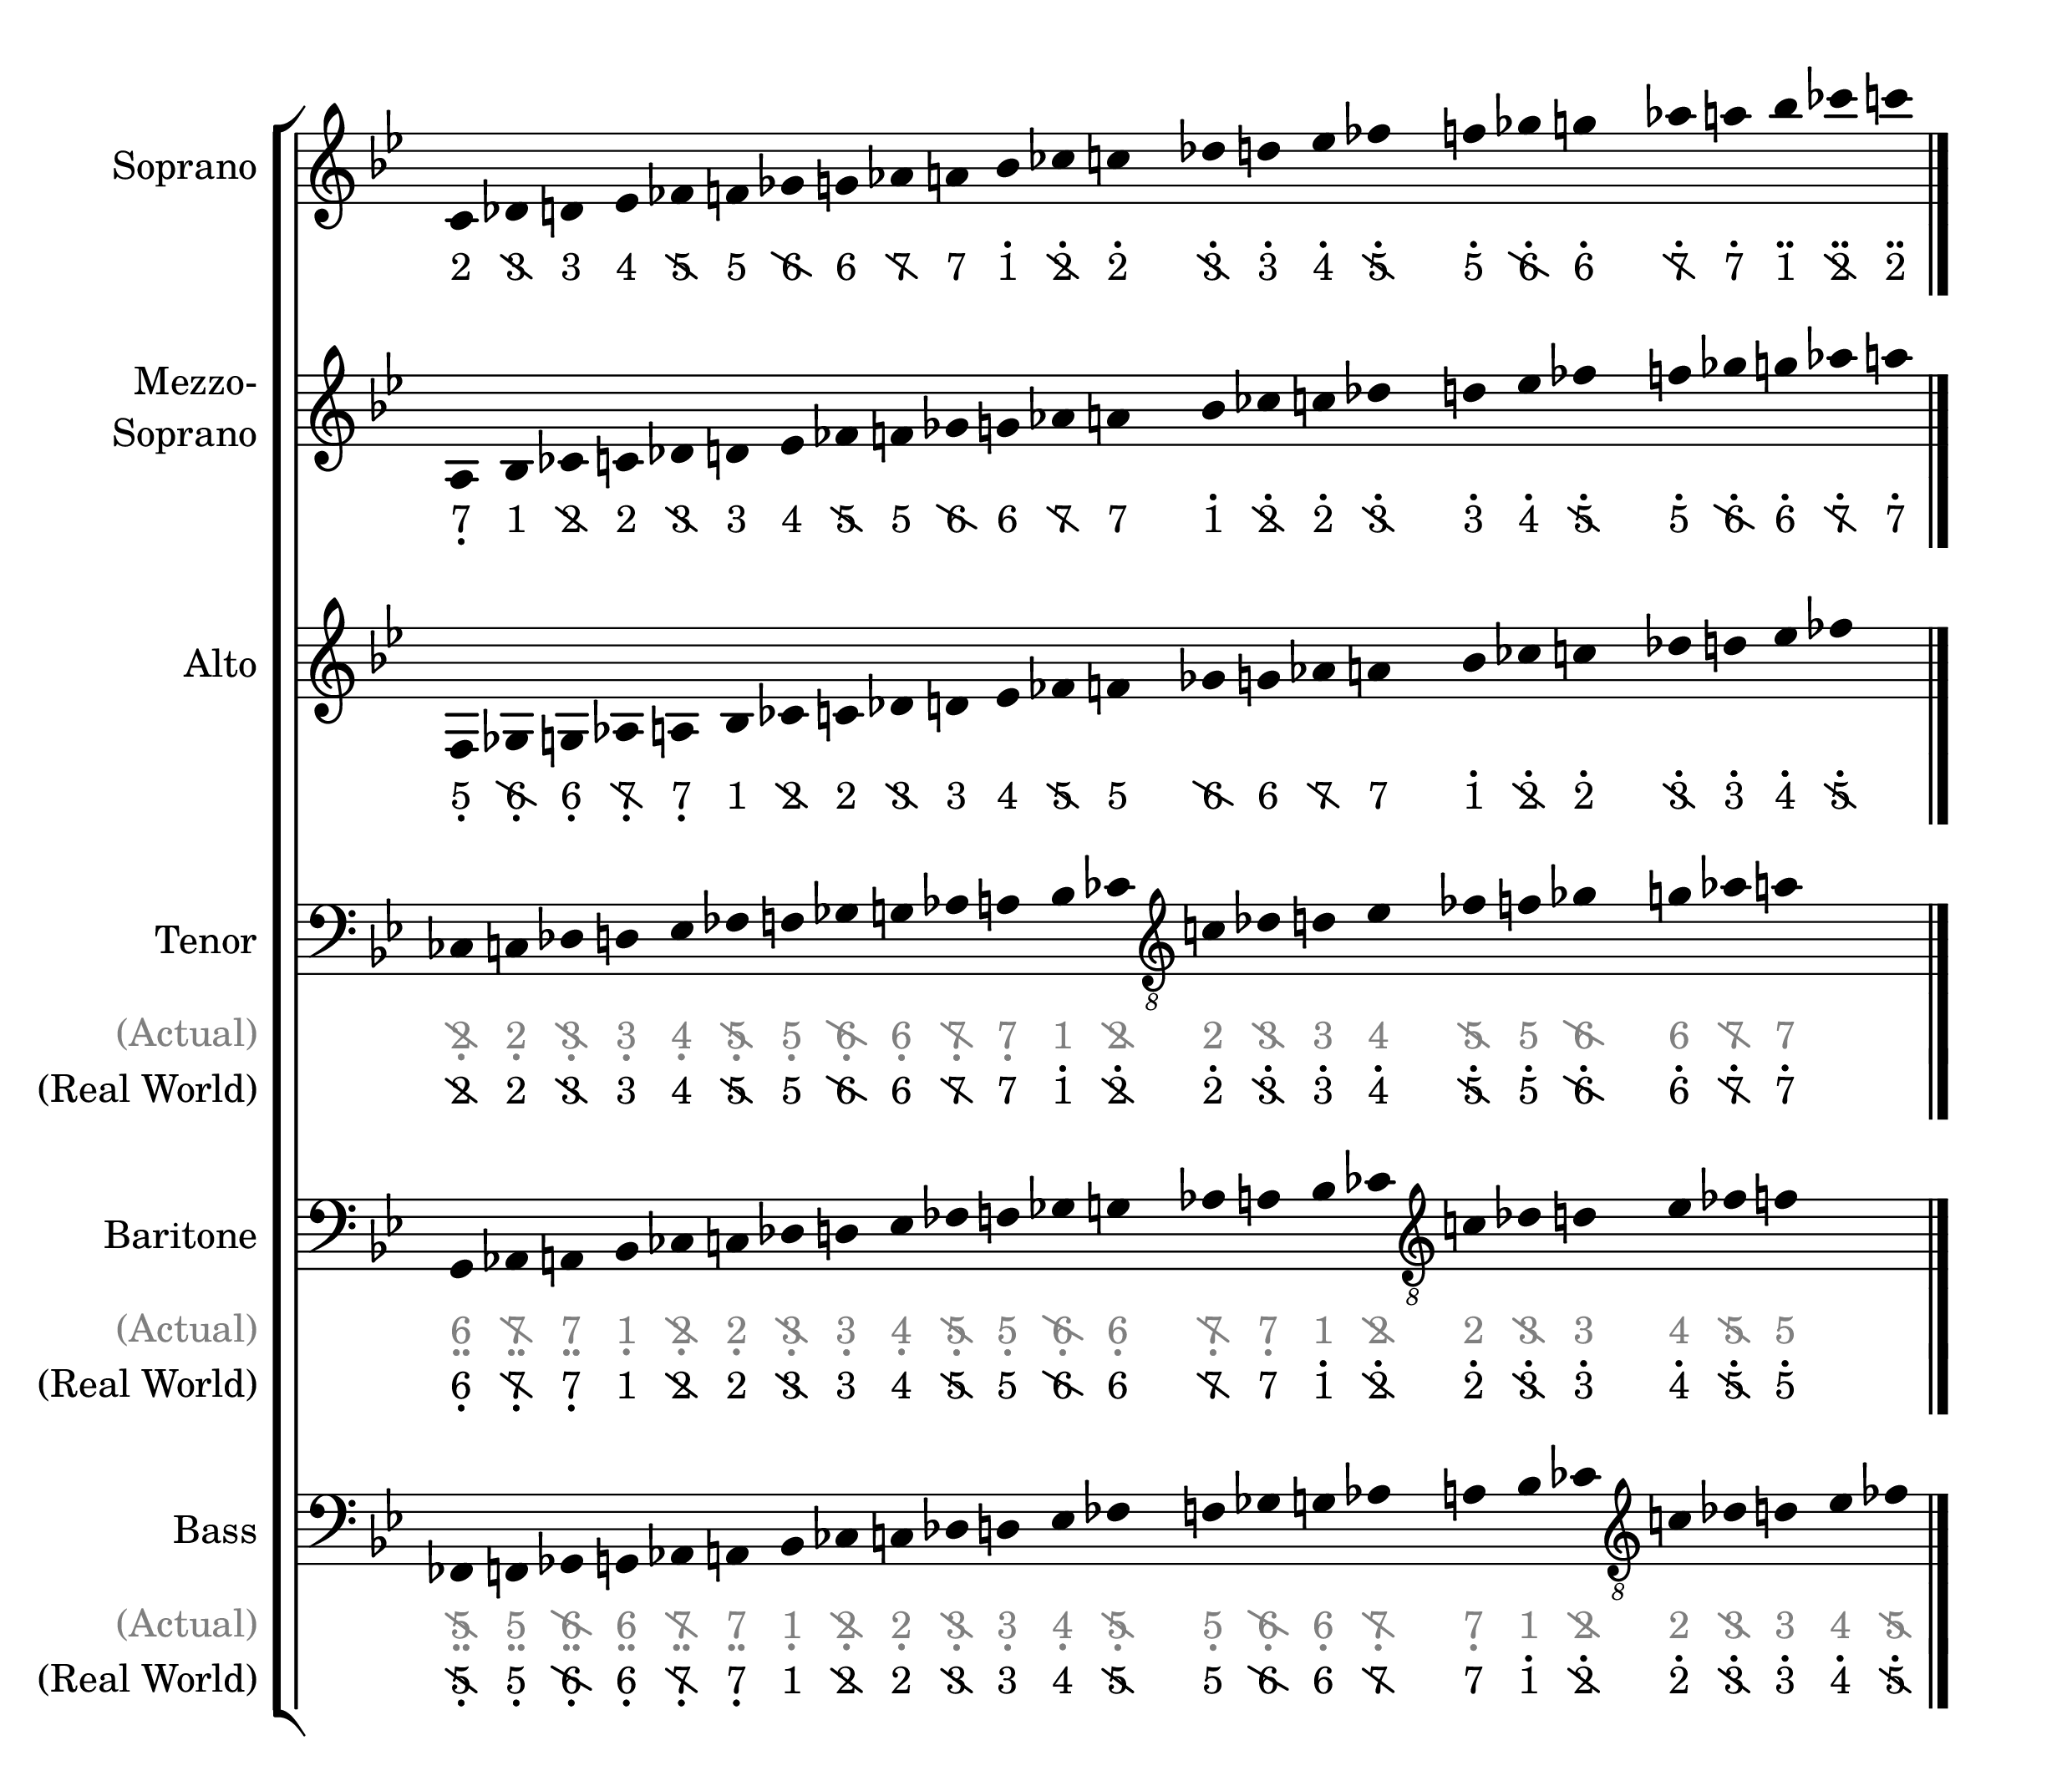 Soprano
2 3 3 4 5 5 6 6 7 7 1 2 2 3 3 4 5 5 6 6 7 7 1 2 2
Mezzo-
Soprano
7 1 2 2 3 3 4 5 5 6 6 7 7 1 2 2 3 3 4 5 5 6 6 7 7
Alto
5 6 6 7 7 1 2 2 3 3 4 5 5 6 6 7 7 1 2 2 3 3 4 5
Tenor
8
(Actual) 2 2 3 3 4 5 5 6 6 7 7 1 2 2 3 3 4 5 5 6 6 7 7
(Real World) 2 2 3 3 4 5 5 6 6 7 7 1 2 2 3 3 4 5 5 6 6 7 7
Baritone
8
(Actual) 6 7 7 1 2 2 3 3 4 5 5 6 6 7 7 1 2 2 3 3 4 5 5
(Real World) 6 7 7 1 2 2 3 3 4 5 5 6 6 7 7 1 2 2 3 3 4 5 5
Bass
8
(Actual) 5 5 6 6 7 7 1 2 2 3 3 4 5 5 6 6 7 7 1 2 2 3 3 4 5
(Real World) 5 5 6 6 7 7 1 2 2 3 3 4 5 5 6 6 7 7 1 2 2 3 3 4 5